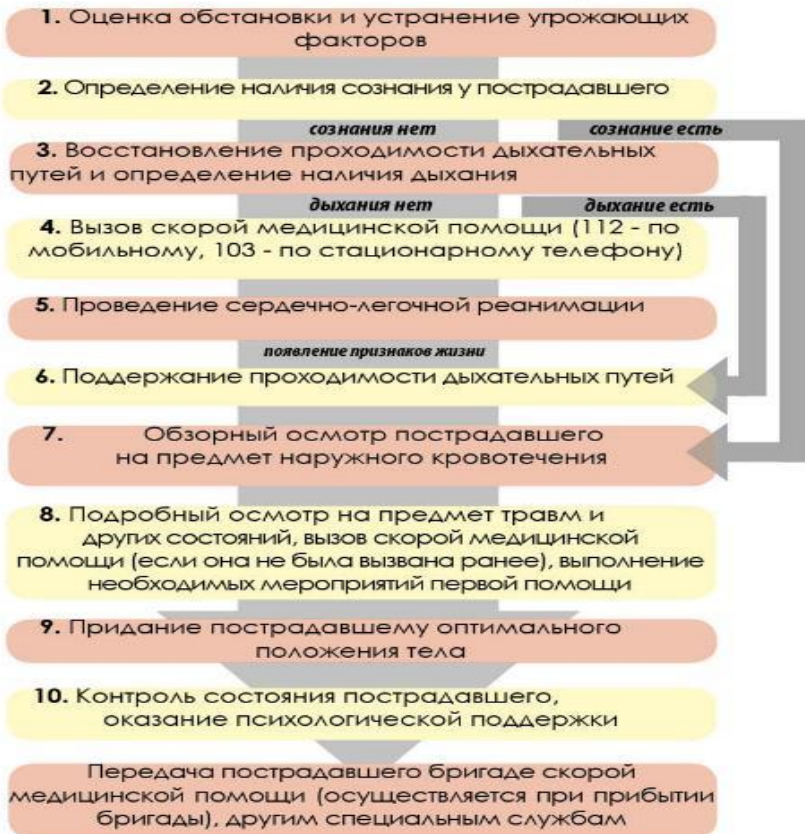 1. Оценка обстановки и устранение угрожающих
факторов
2. Определение наличия сознания у пострадавшего
сознания нет
сознание есть
3. Восстановление проходимости дыхательных
путей и определение наличия дыхания
дыхания нет
дыхание есть
4. Вызов скорой медицинской помощи (112 - по
мобильному, 103 - по стационарному телефону)
5. Проведение сердечно-легочной реанимации
появление признаков жизни
6. Поддержание проходимости дыхательных путей
7. Обзорный осмотр пострадавшего
на предмет наружного кровотечения
8. Подробный осмотр на предмет травм и
других состояний, вызов скорой медицинской
помощи (если она не была вызвана ранее), выполнение
необходимых мероприятий первой помощи
9. Придание пострадавшему оптимального
положения тела
10. Контроль состояния пострадавшего,
оказание психологической поддержки
Передача пострадавшего бригаде скорой
медицинской помощи (осуществляется при прибытии
бригады), другим специальным службам